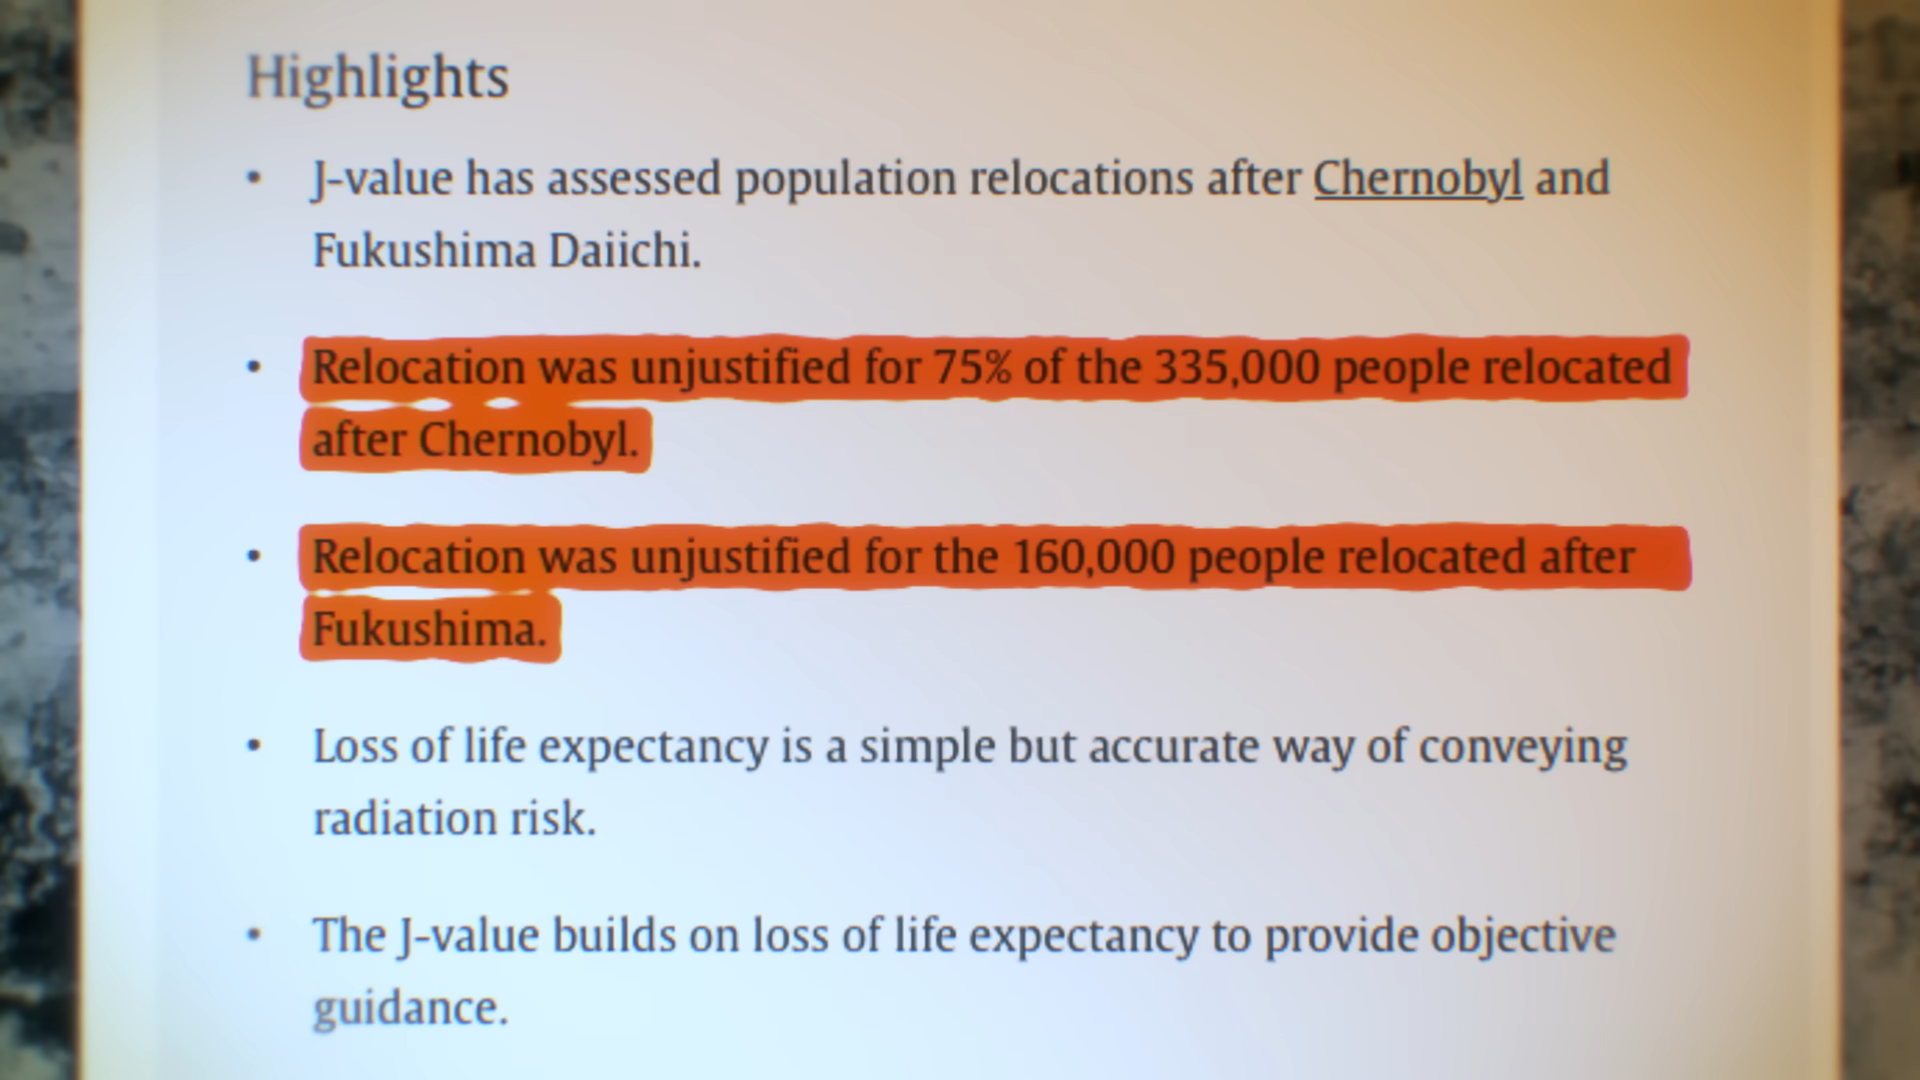 Highlights
• J-value has assessed population relocations after Chernobyl and
Fukushima Daiichi.
• Relocation was unjustified for 75% of the 335,000 people relocated
after Chernobyl.
• Relocation was unjustified for the 160,000 people relocated after
Fukushima.
• Loss of life expectancy is a simple but accurate way of conveying
radiation risk.
• The J-value builds on loss of life expectancy to provide objective
guidance.